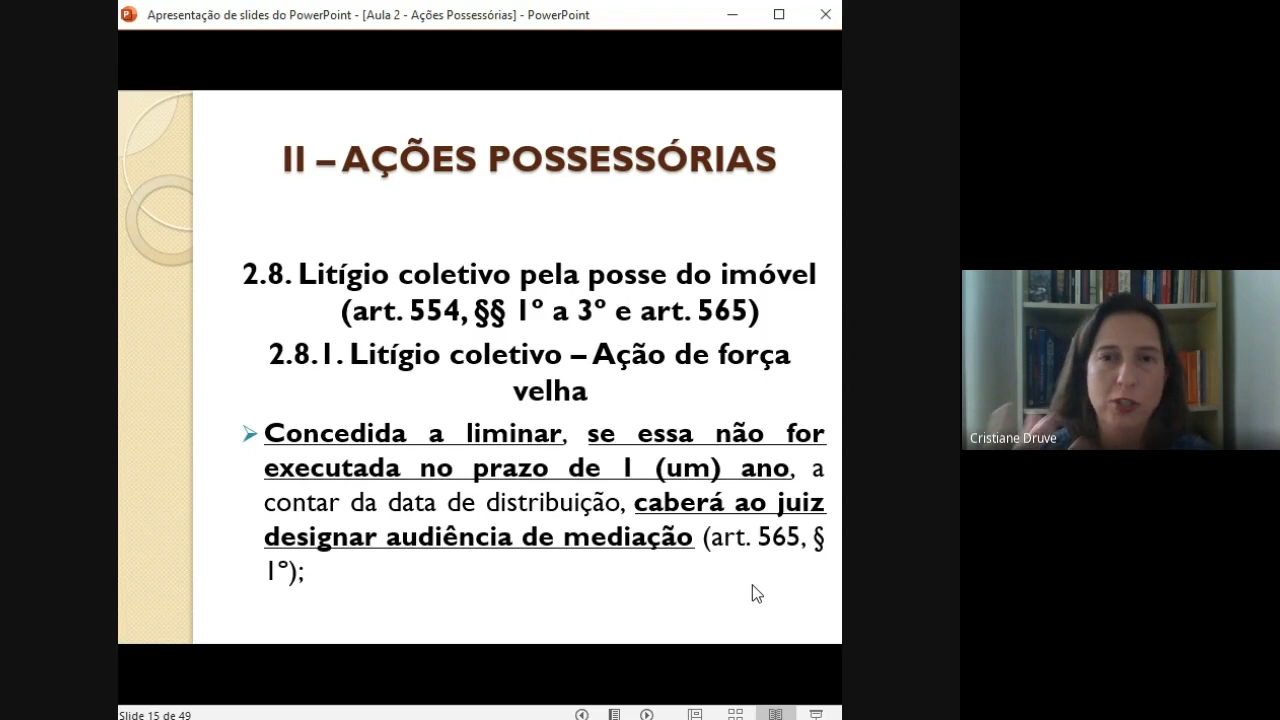 Apresentação de slides do PowerPoint - [Aula 2 - Ações Possessórias] - PowerPoint
II – AÇÕES POSSESSÓRIAS
2.8. Litígio coletivo pela posse do imóvel
(art. 554, §§ 1º a 3º e art. 565)
2.8.1. Litígio coletivo – Ação de força
velha
Concedida a liminar, se essa não for
executada no prazo de 1 (um) ano, a
contar da data de distribuição, caberá ao juiz
designar audiência de mediação (art. 565, §
1º);
Cristiane Druve
Slide 15 de 49